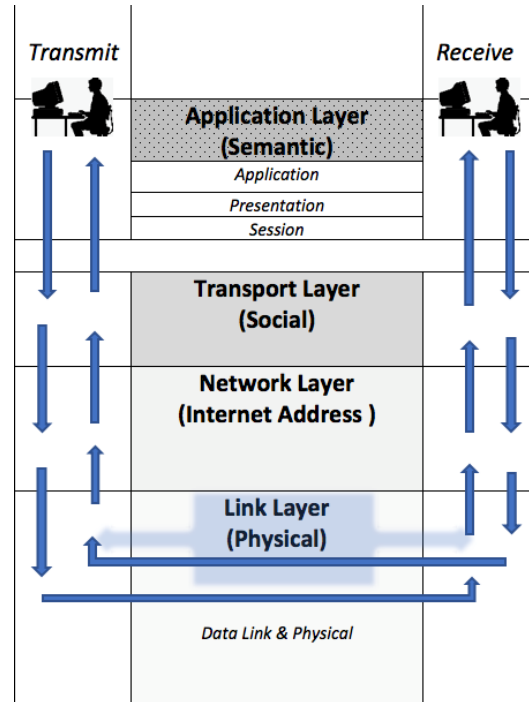 Transmit
Receive
Application Layer
(Semantic)
Application
Presentation
Session
Transport Layer
(Social)
Network Layer
(Internet Address )
Link Layer
(Physical)
Data Link & Physical